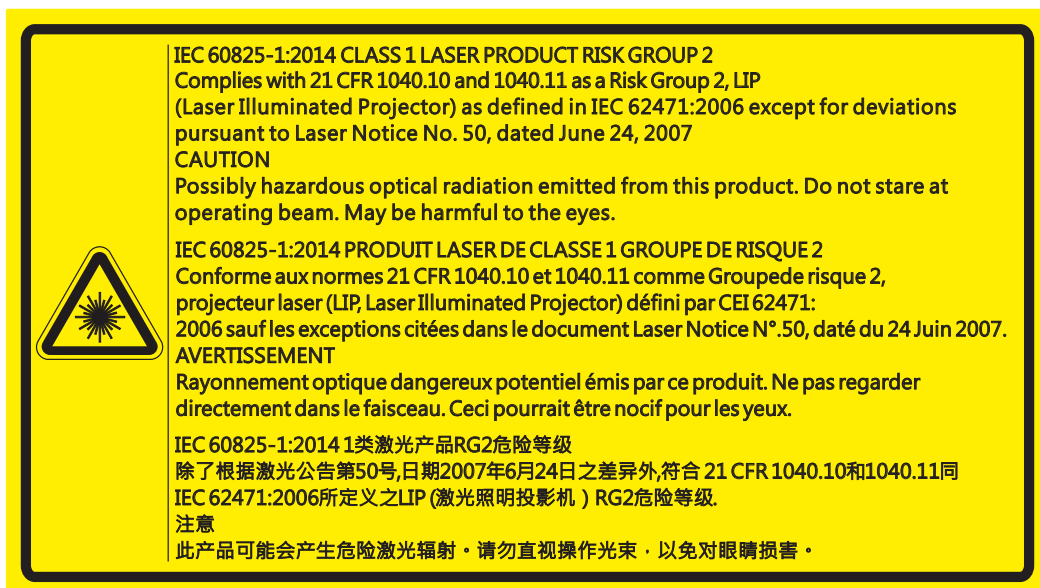 IEC 60825-1:2014 CLASS 1 LASER PRODUCT RISK GROUP 2
Complies with 21 CFR 1040.10 and 1040.11 as a Risk Group 2, LIP
(Laser Illuminated Projector) as defined in IEC 62471:2006 except for deviations
pursuant to Laser Notice No. 50, dated June 24, 2007
CAUTION
Possibly hazardous optical radiation emitted from this product. Do not stare at
operating beam. May be harmful to the eyes.
IEC 60825-1:2014 PRODUIT LASER DE CLASSE 1 GROUPE DE RISQUE 2
Conforme aux normes 21 CFR 1040.10 et 1040.11 comme Groupede risque 2,
projecteur laser (LIP, Laser Illuminated Projector) défini par CEI 62471:
2006 sauf les exceptions citées dans le document Laser Notice N°.50, daté du 24 Juin 2007.
AVERTISSEMENT
Rayonnement optique dangereux potentiel émis par ce produit. Ne pas regarder
directement dans le faisceau. Ceci pourrait être nocif pour les yeux.
IEC 60825-1:2014 1类激光产品RG2危险等级
除了根据激光公告第50号,日期2007年6月24日之差异外,符合 21 CFR 1040.10和1040.11同
IEC 62471:2006所定义之LIP (激光照明投影机 ) RG2危险等级.
注意
此产品可能会产生危险激光辐射。请勿直视操作光束，以免对眼睛损害。